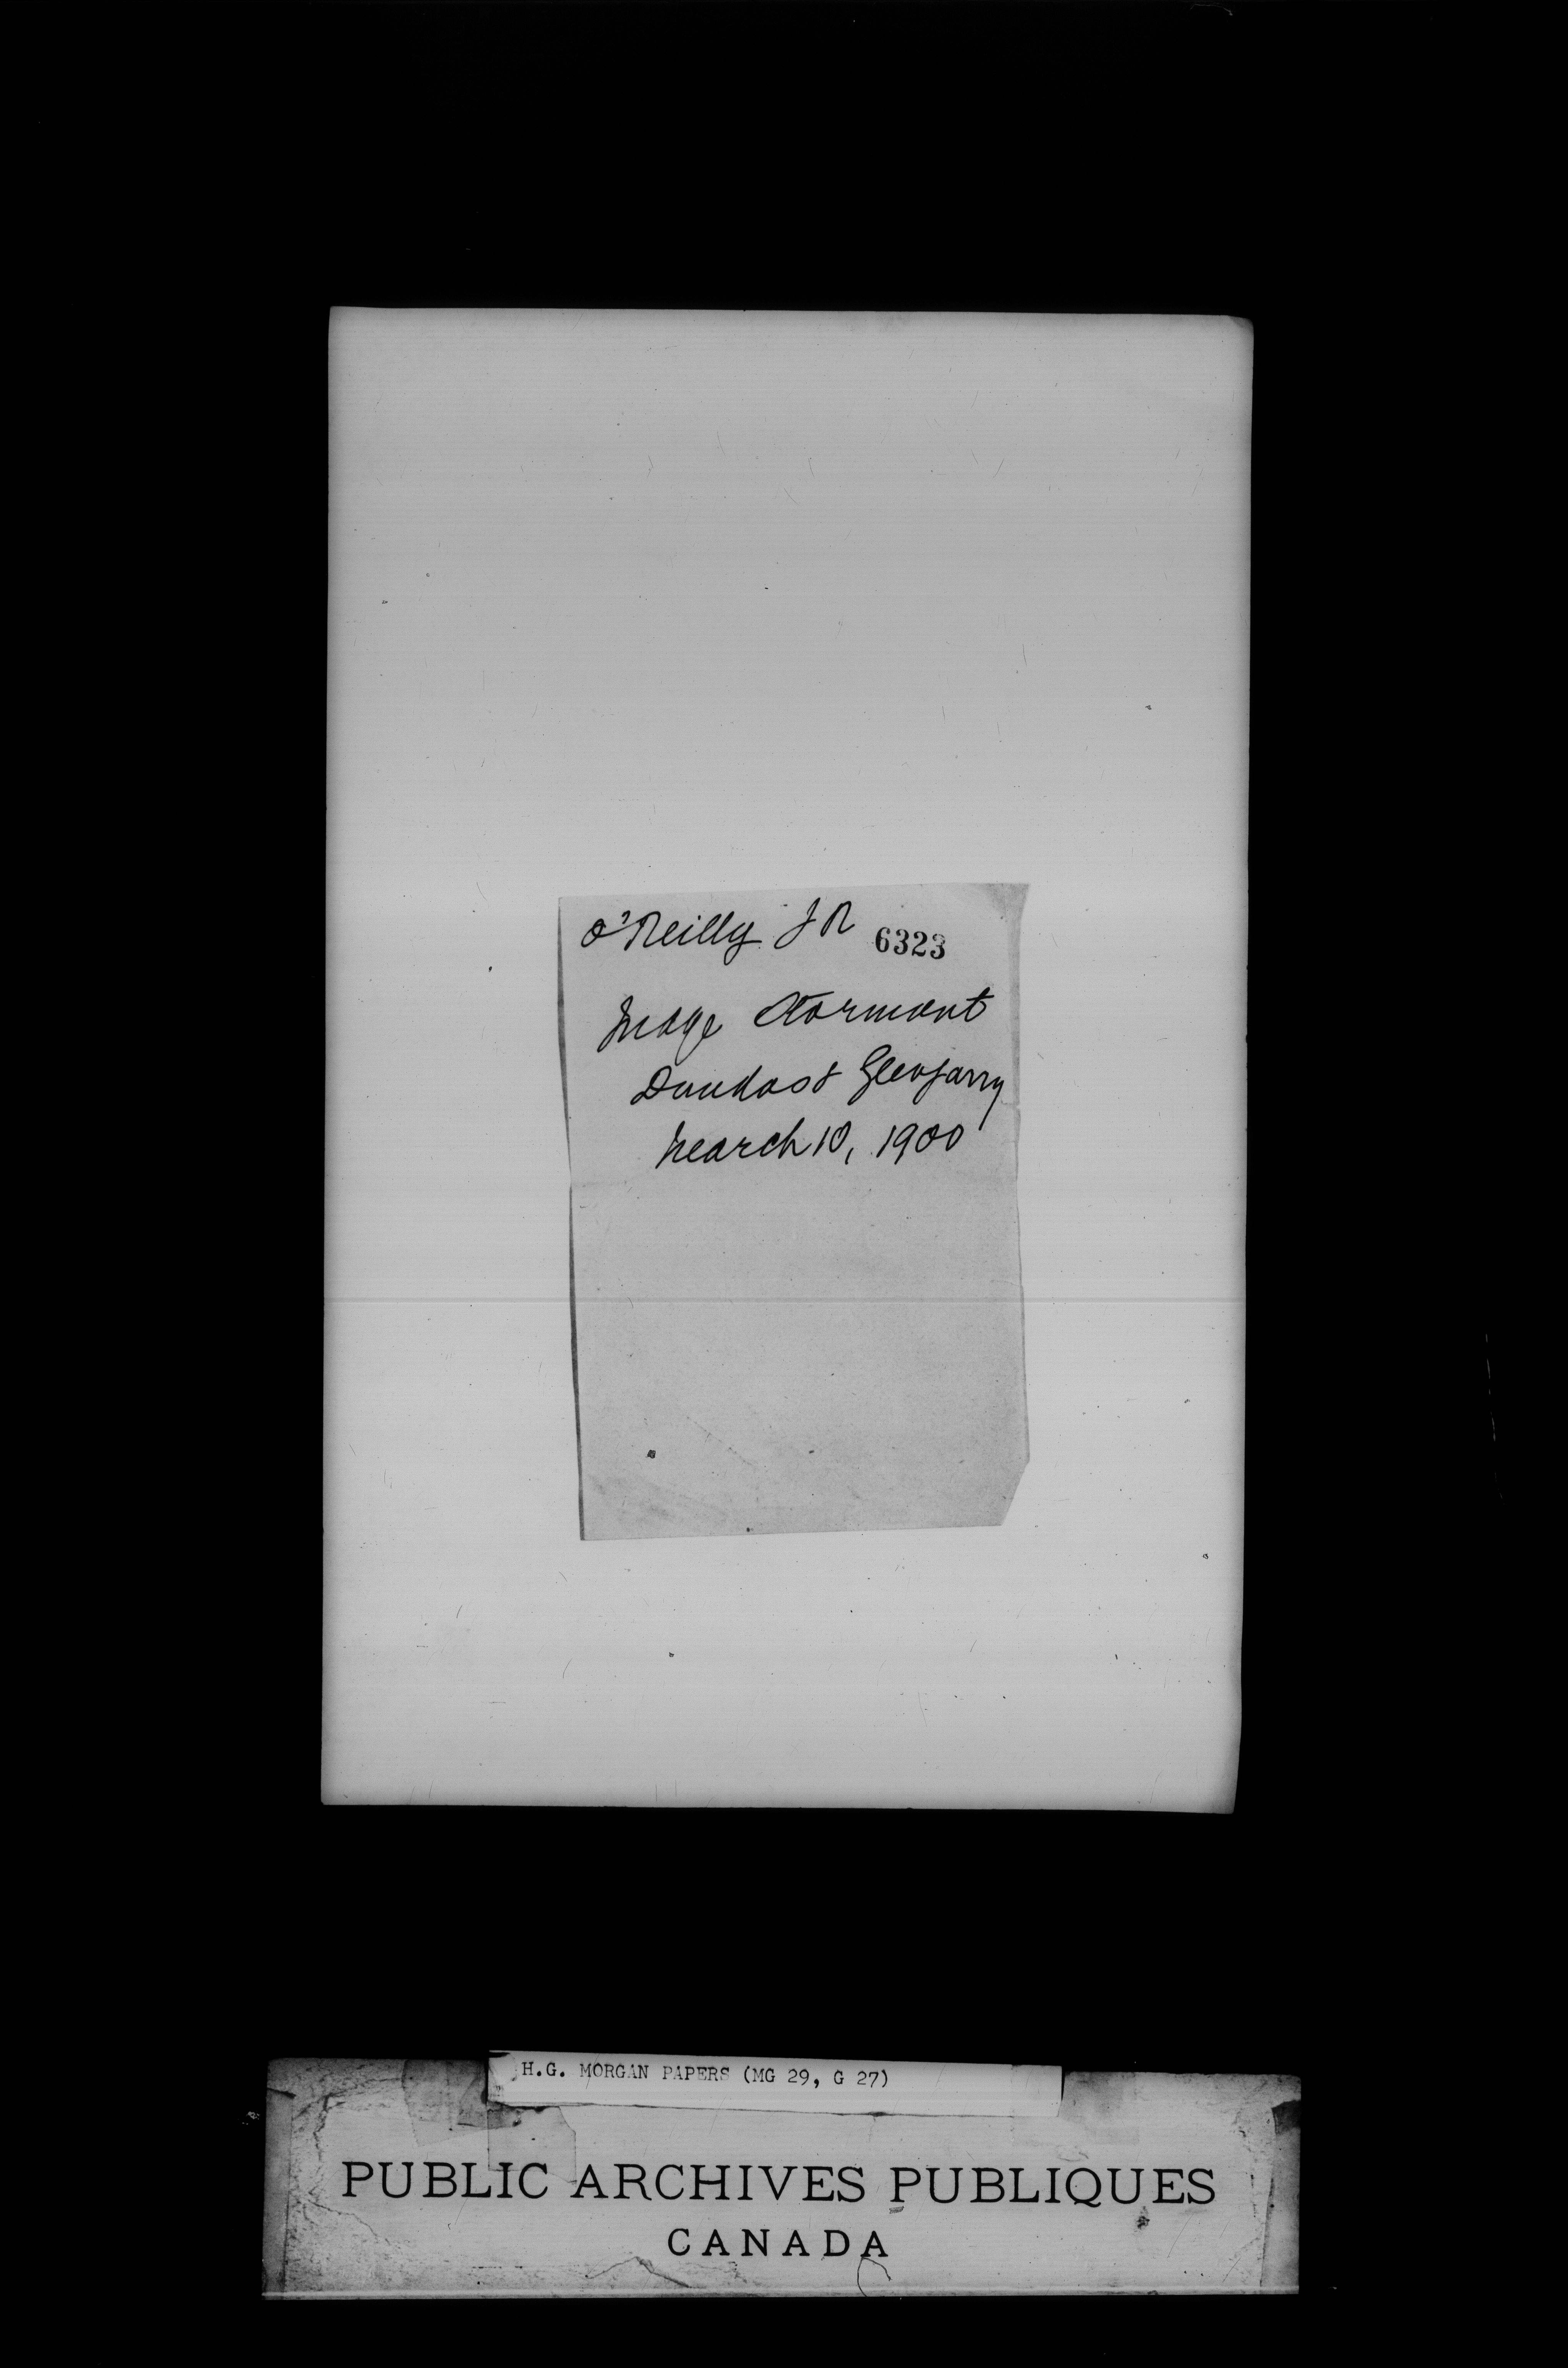 O'Reilly J R 6323
Judge Stormont
Dundas & Glengarry
March 10, 1900
H.G. MORGAN PAPERS (MG 29, G 27)
PUBLIC ARCHIVES PUBLIQUES
CANADA